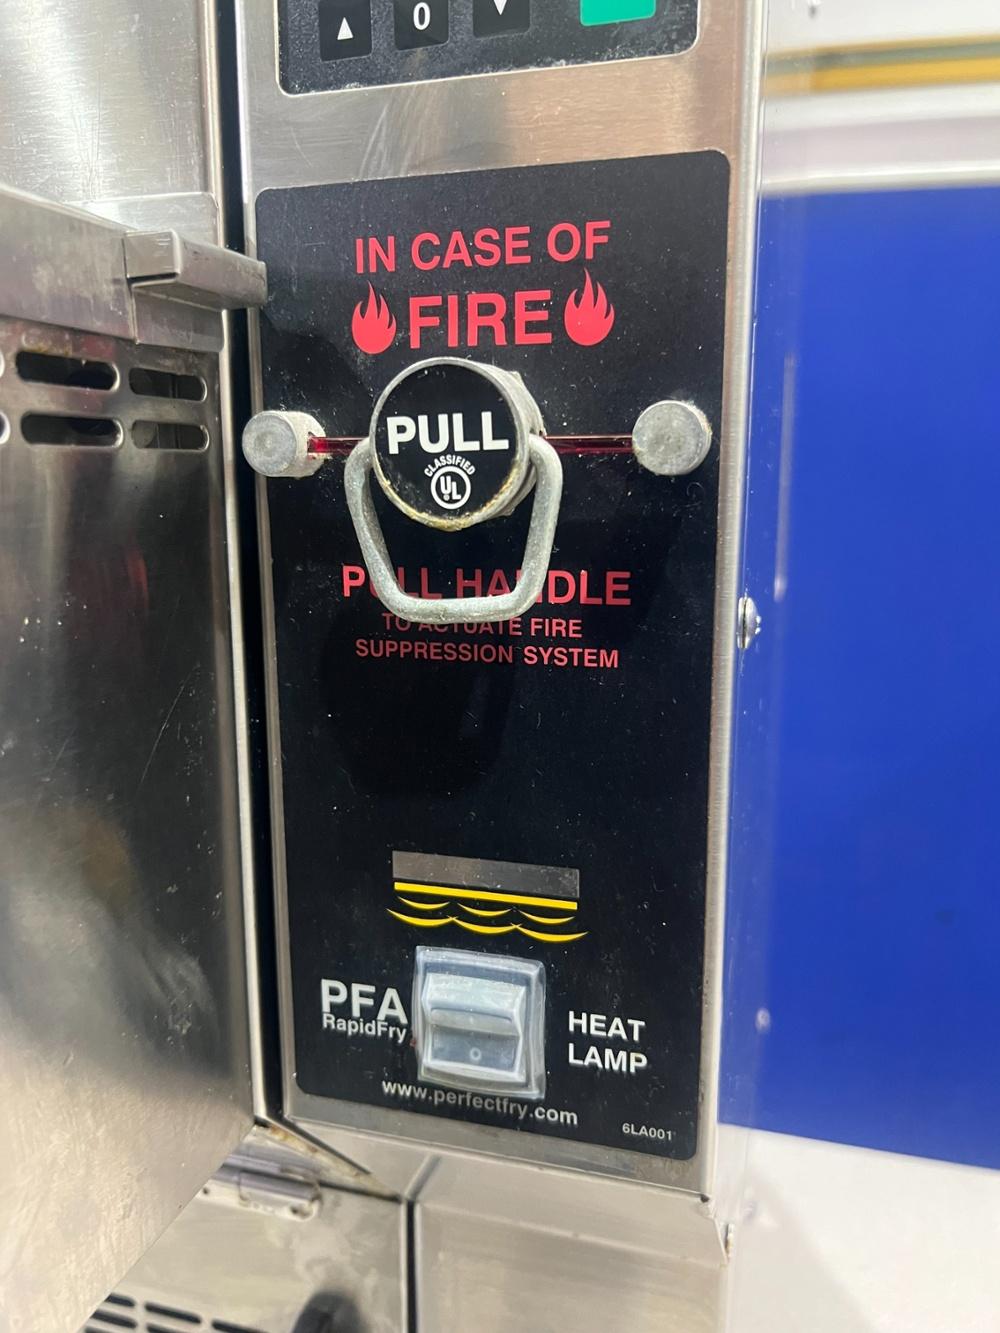 0
IN CASE OF
FIRE
PULL
CLASSIFIED
UL
PULL HANDLE
TO ACTUATE FIRE
SUPPRESSION SYSTEM
PFA
RapidFry
HEAT
LAMP
www.perfectfry.com
6LA001